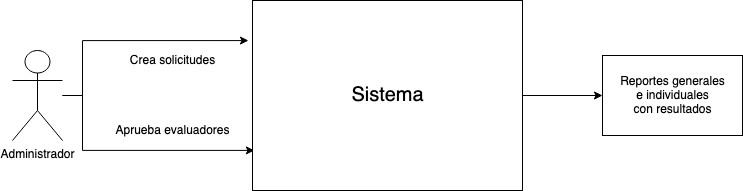 Crea solicitudes
Aprueba evaluadores
Administrador
Sistema
Reportes generales
e individuales
con resultados